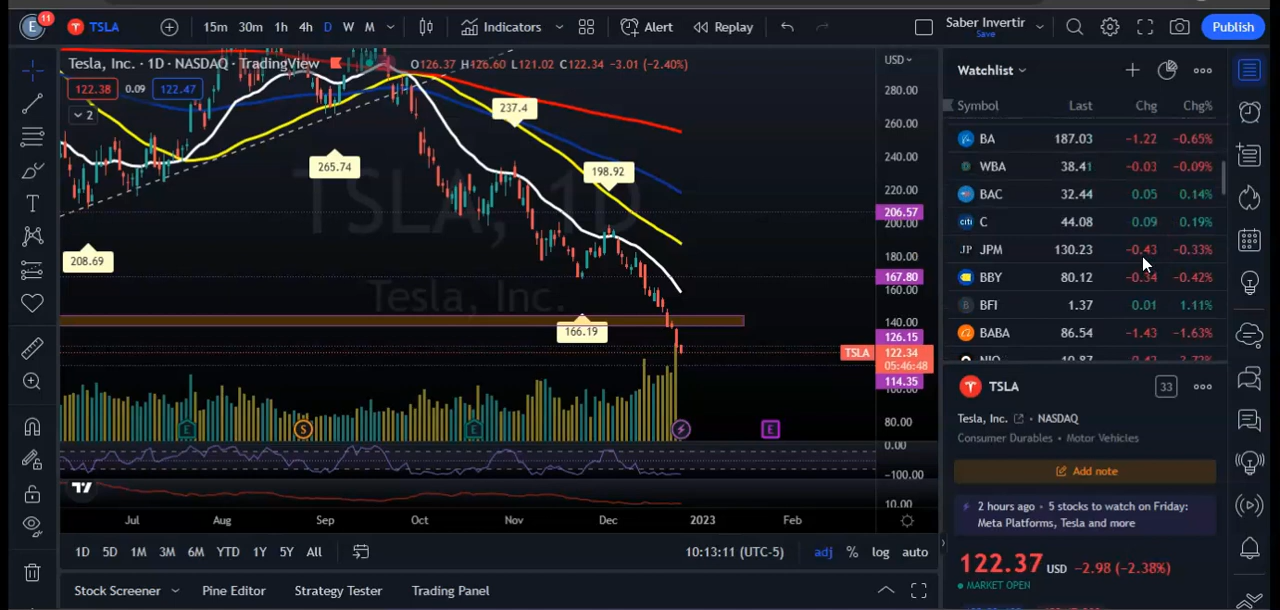 E 11 TSLA 15m 30m 1h 4h D W M Indicators Alert Replay Saber Invertir Save Publish
Tesla, Inc. · 1D · NASDAQ · TradingView O126.37 H126.60 L121.02 C122.34 −3.01 (−2.40%) USD
122.38 0.09 122.47
2
TSLA, 1D
Tesla, Inc.
237.4
265.74
198.92
208.69
166.19
280.00
260.00
240.00
220.00
206.57
200.00
180.00
167.80
160.00
140.00
126.15
TSLA 122.34
05:46:48
114.35
100.00
80.00
0.00
−100.00
10.00
E S E E
Jul Aug Sep Oct Nov Dec 2023 Feb
1D 5D 1M 3M 6M YTD 1Y 5Y All 10:13:11 (UTC-5) adj % log auto
Stock Screener Pine Editor Strategy Tester Trading Panel
Watchlist
Symbol Last Chg Chg%
BA 187.03 −1.22 −0.65%
WBA 38.41 −0.03 −0.09%
BAC 32.44 0.05 0.14%
citi C 44.08 0.09 0.19%
JP JPM 130.23 −0.43 −0.33%
BBY 80.12 −0.34 −0.42%
BFI 1.37 0.01 1.11%
BABA 86.54 −1.43 −1.63%
TSLA 33
Tesla, Inc. · NASDAQ
Consumer Durables • Motor Vehicles
Add note
2 hours ago • 5 stocks to watch on Friday:
Meta Platforms, Tesla and more
122.37 USD −2.98 (−2.38%)
MARKET OPEN